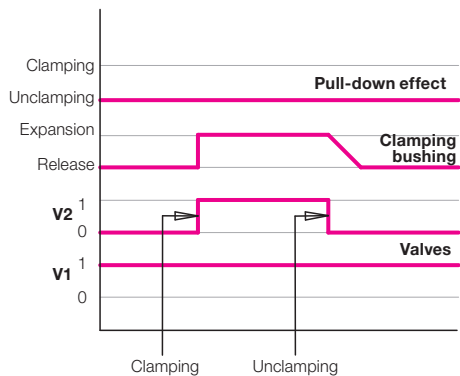 Clamping
Pull-down effect
Unclamping
Expansion
Clamping
bushing
Release
V2 1
0
Valves
V1 1
0
Clamping Unclamping